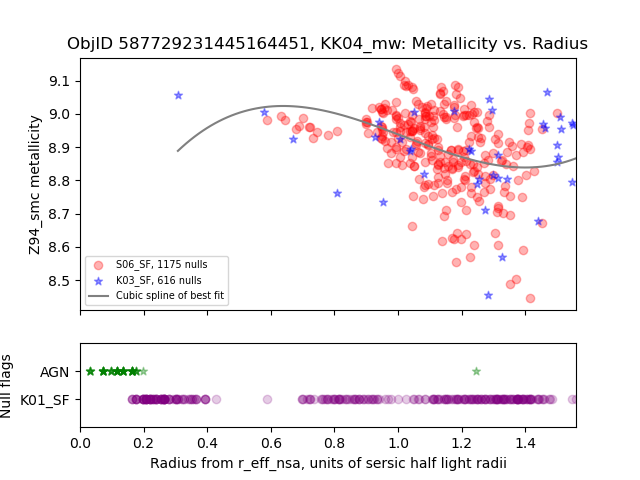 ObjID 587729231445164451, KK04_mw: Metallicity vs. Radius
9.1
9.0
8.9
8.8
8.7
8.6
8.5
Z94_smc metallicity
S06_SF, 1175 nulls
K03_SF, 616 nulls
Cubic spline of best fit
Null flags
AGN
K01_SF
0.0 0.2 0.4 0.6 0.8 1.0 1.2 1.4
Radius from r_eff_nsa, units of sersic half light radii